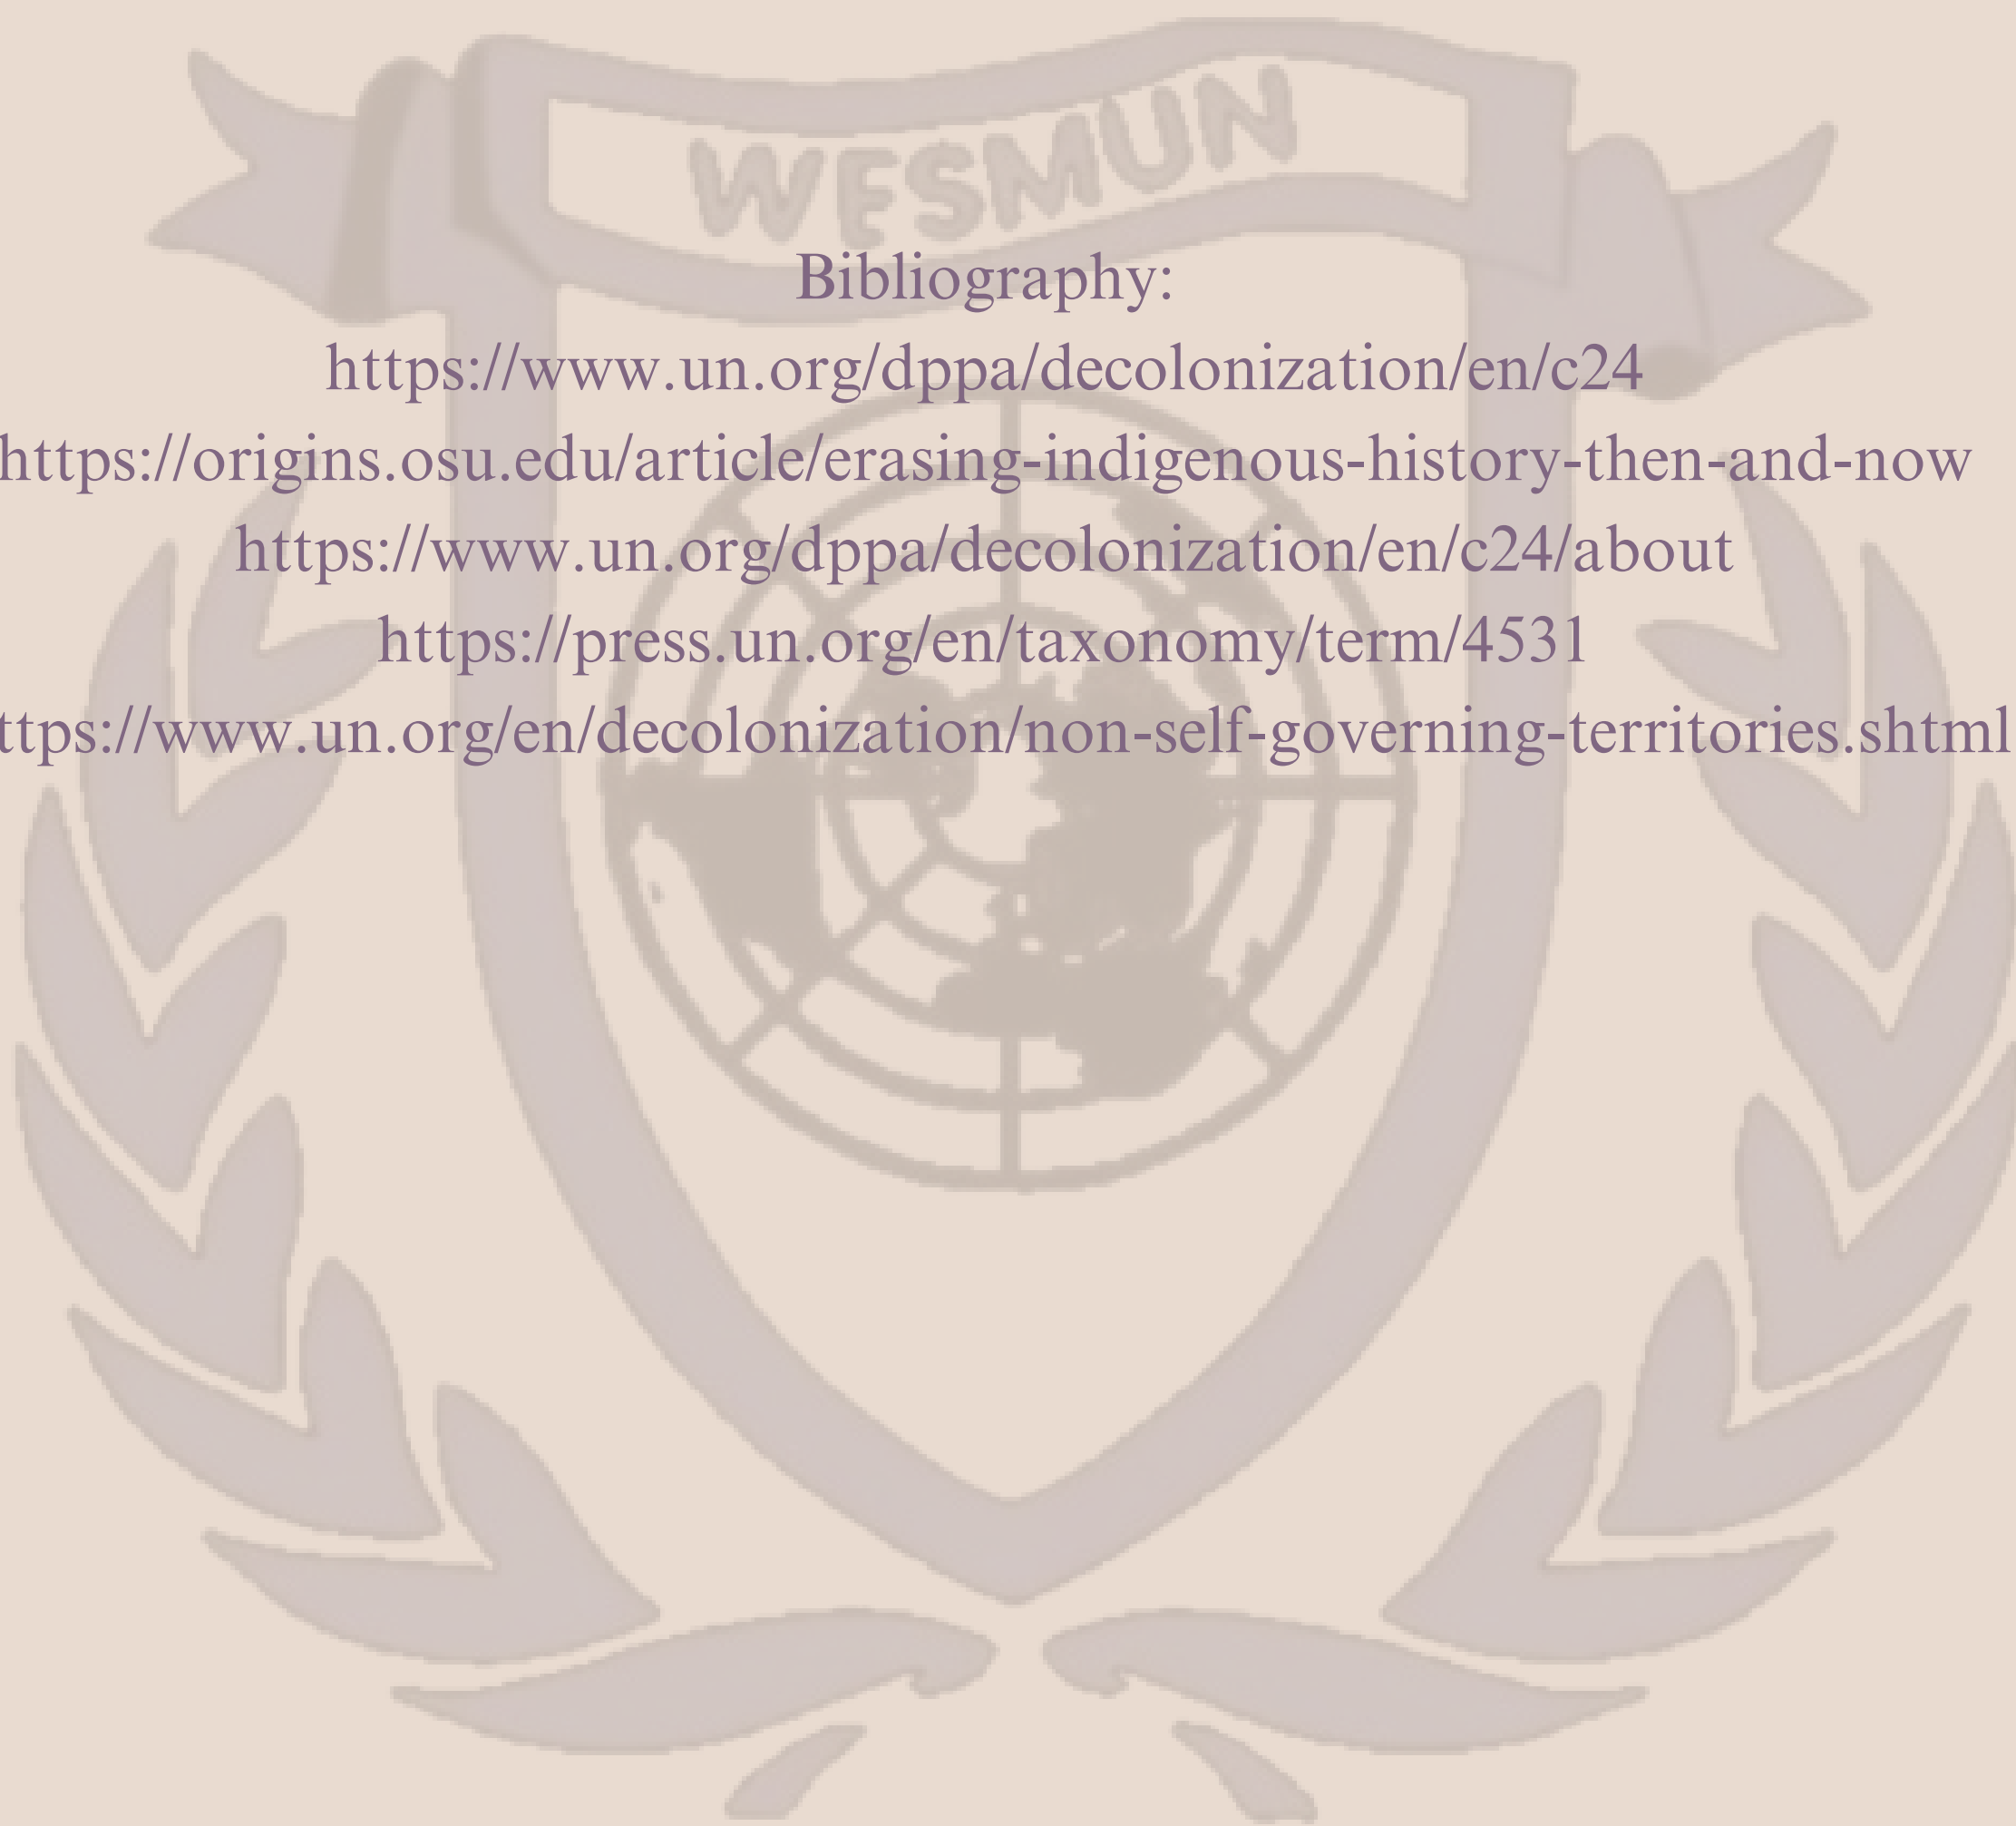 WESMUN
Bibliography:
https://www.un.org/dppa/decolonization/en/c24
https://origins.osu.edu/article/erasing-indigenous-history-then-and-now
https://www.un.org/dppa/decolonization/en/c24/about
https://press.un.org/en/taxonomy/term/4531
ttps://www.un.org/en/decolonization/non-self-governing-territories.shtml